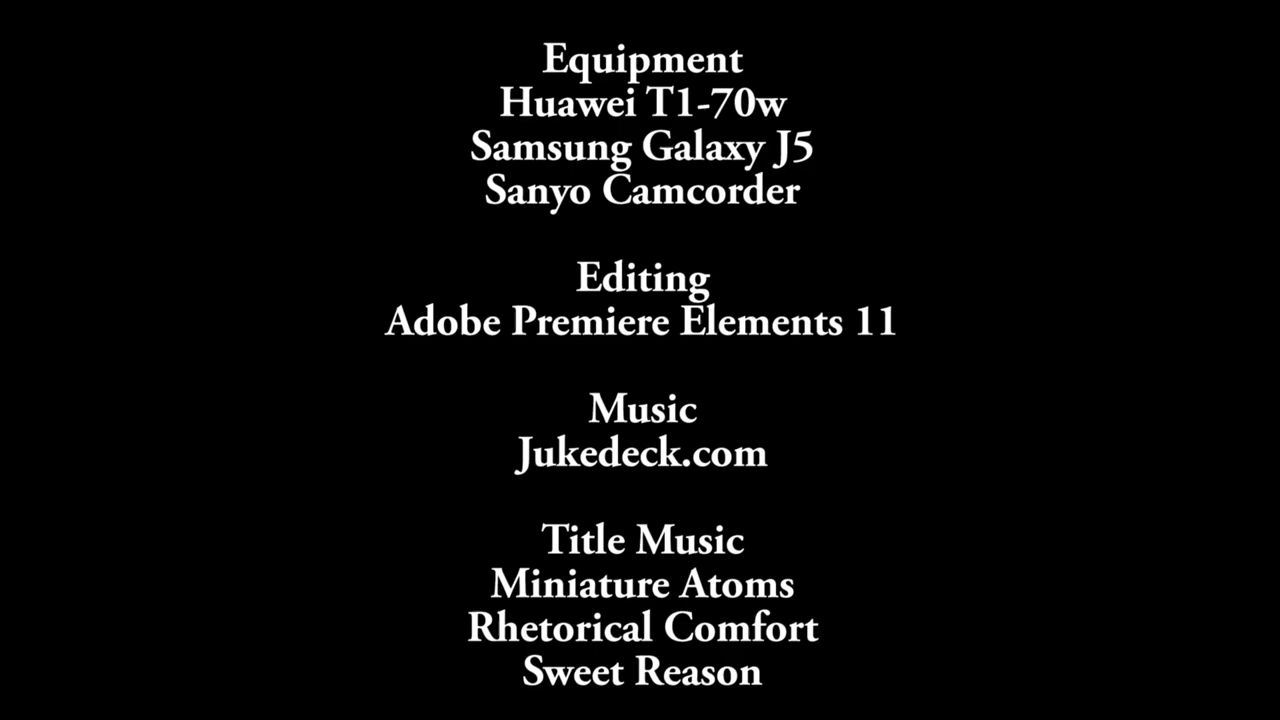 Equipment
Huawei T1-70w
Samsung Galaxy J5
Sanyo Camcorder
Editing
Adobe Premiere Elements 11
Music
Jukedeck.com
Title Music
Miniature Atoms
Rhetorical Comfort
Sweet Reason